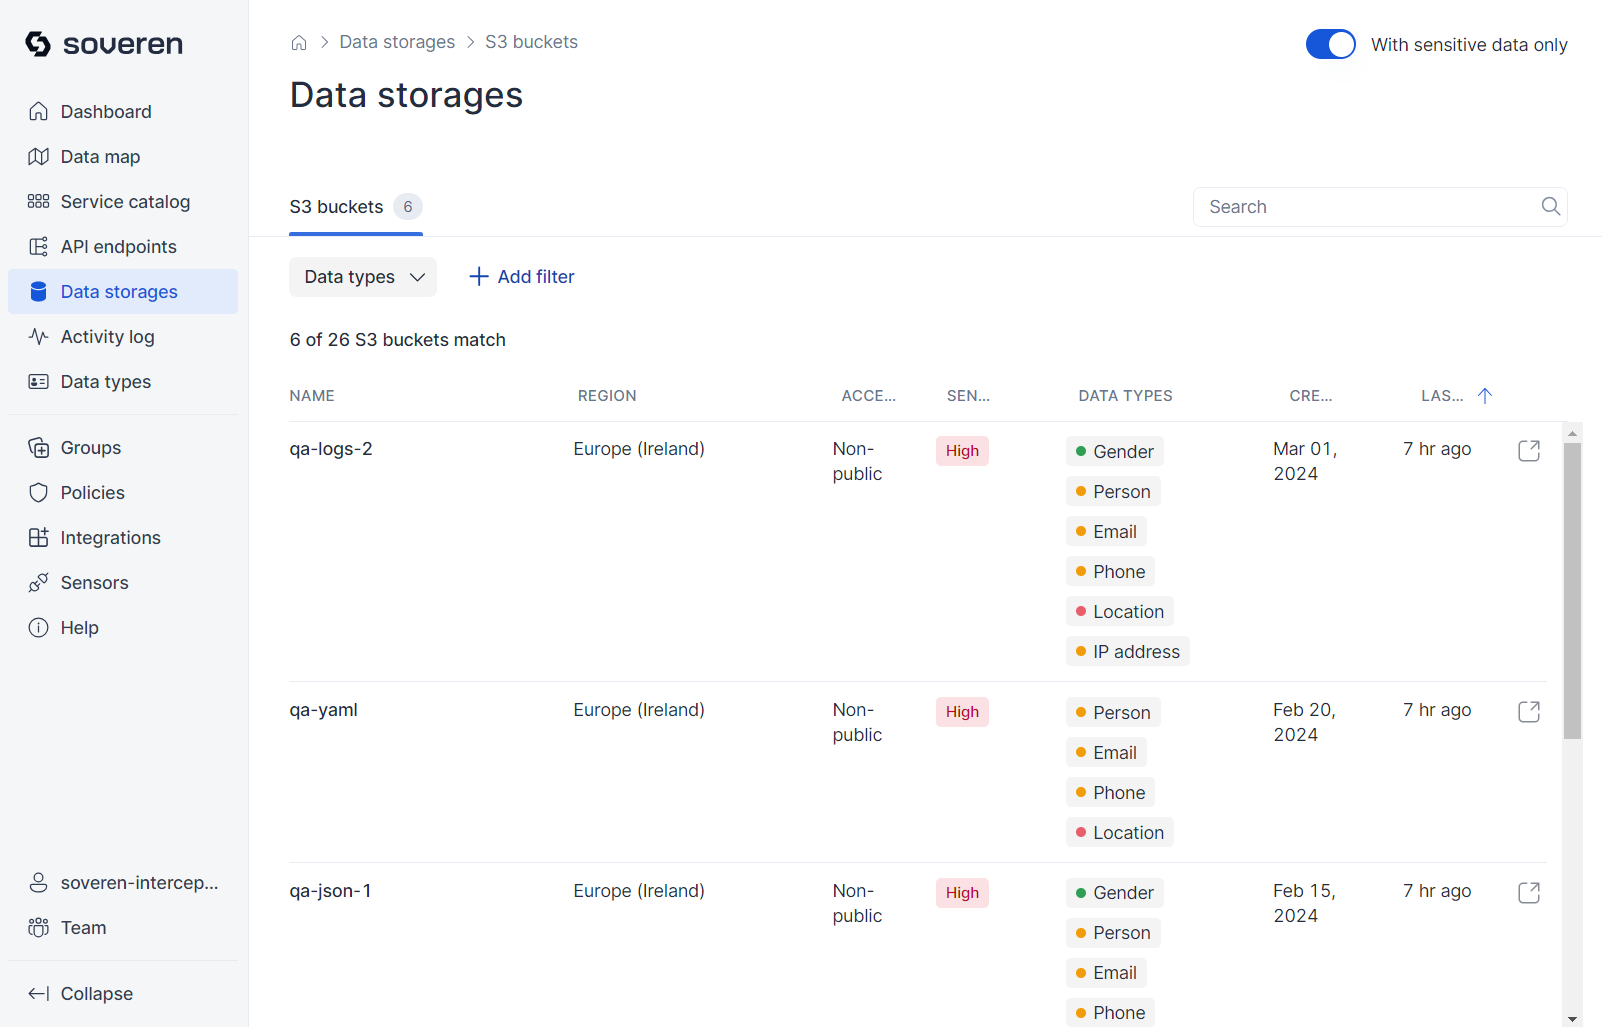 soveren
Dashboard
Data map
Service catalog
API endpoints
Data storages
Activity log
Data types
Groups
Policies
Integrations
Sensors
Help
soveren-intercep...
Team
Collapse
Data storages
S3 buckets
With sensitive data only
Data storages
S3 buckets 6
Search
Data types
Add filter
6 of 26 S3 buckets match
NAME REGION ACCE... SEN... DATA TYPES CRE... LAS...
qa-logs-2 Europe (Ireland) Non- High Gender Mar 01, 7 hr ago
public 2024
Person
Email
Phone
Location
IP address
qa-yaml Europe (Ireland) Non- High Person Feb 20, 7 hr ago
public 2024
Email
Phone
Location
qa-json-1 Europe (Ireland) Non- High Gender Feb 15, 7 hr ago
public 2024
Person
Email
Phone